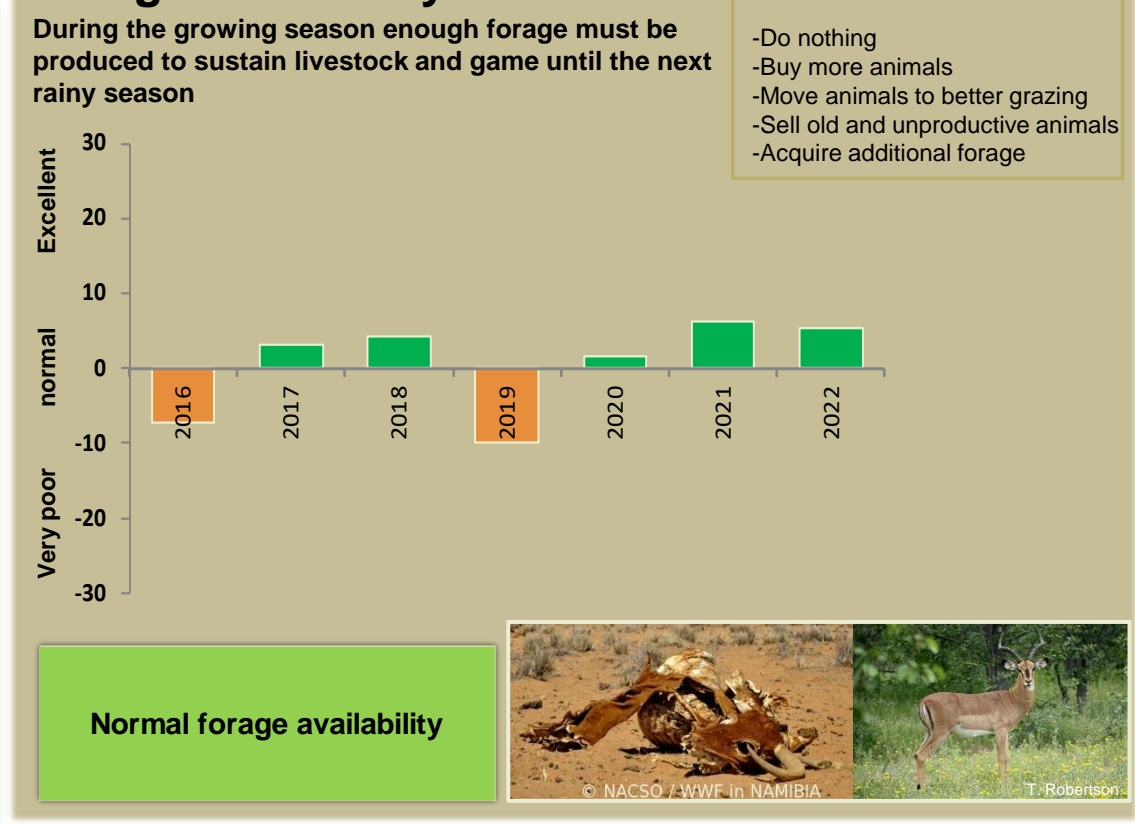 During the growing season enough forage must be
produced to sustain livestock and game until the next
rainy season
-Do nothing
-Buy more animals
-Move animals to better grazing
-Sell old and unproductive animals
-Acquire additional forage
Excellent
normal
Very poor
30
20
10
0
-10
-20
-30
2016
2017
2018
2019
2020
2021
2022
Normal forage availability
© NACSO / WWF in NAMIBIA
T. Robertson